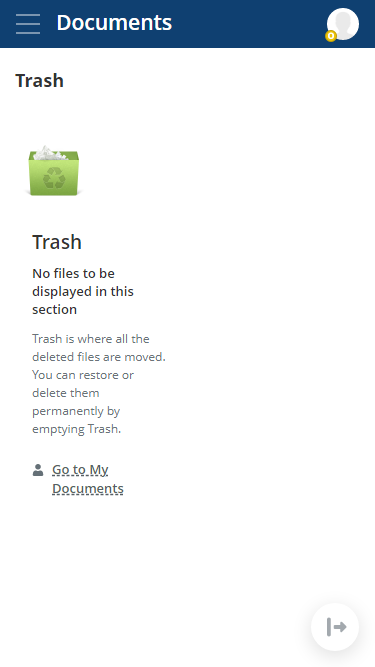 Documents
Trash
Trash
No files to be
displayed in this
section
Trash is where all the
deleted files are moved.
You can restore or
delete them
permanently by
emptying Trash.
Go to My
Documents